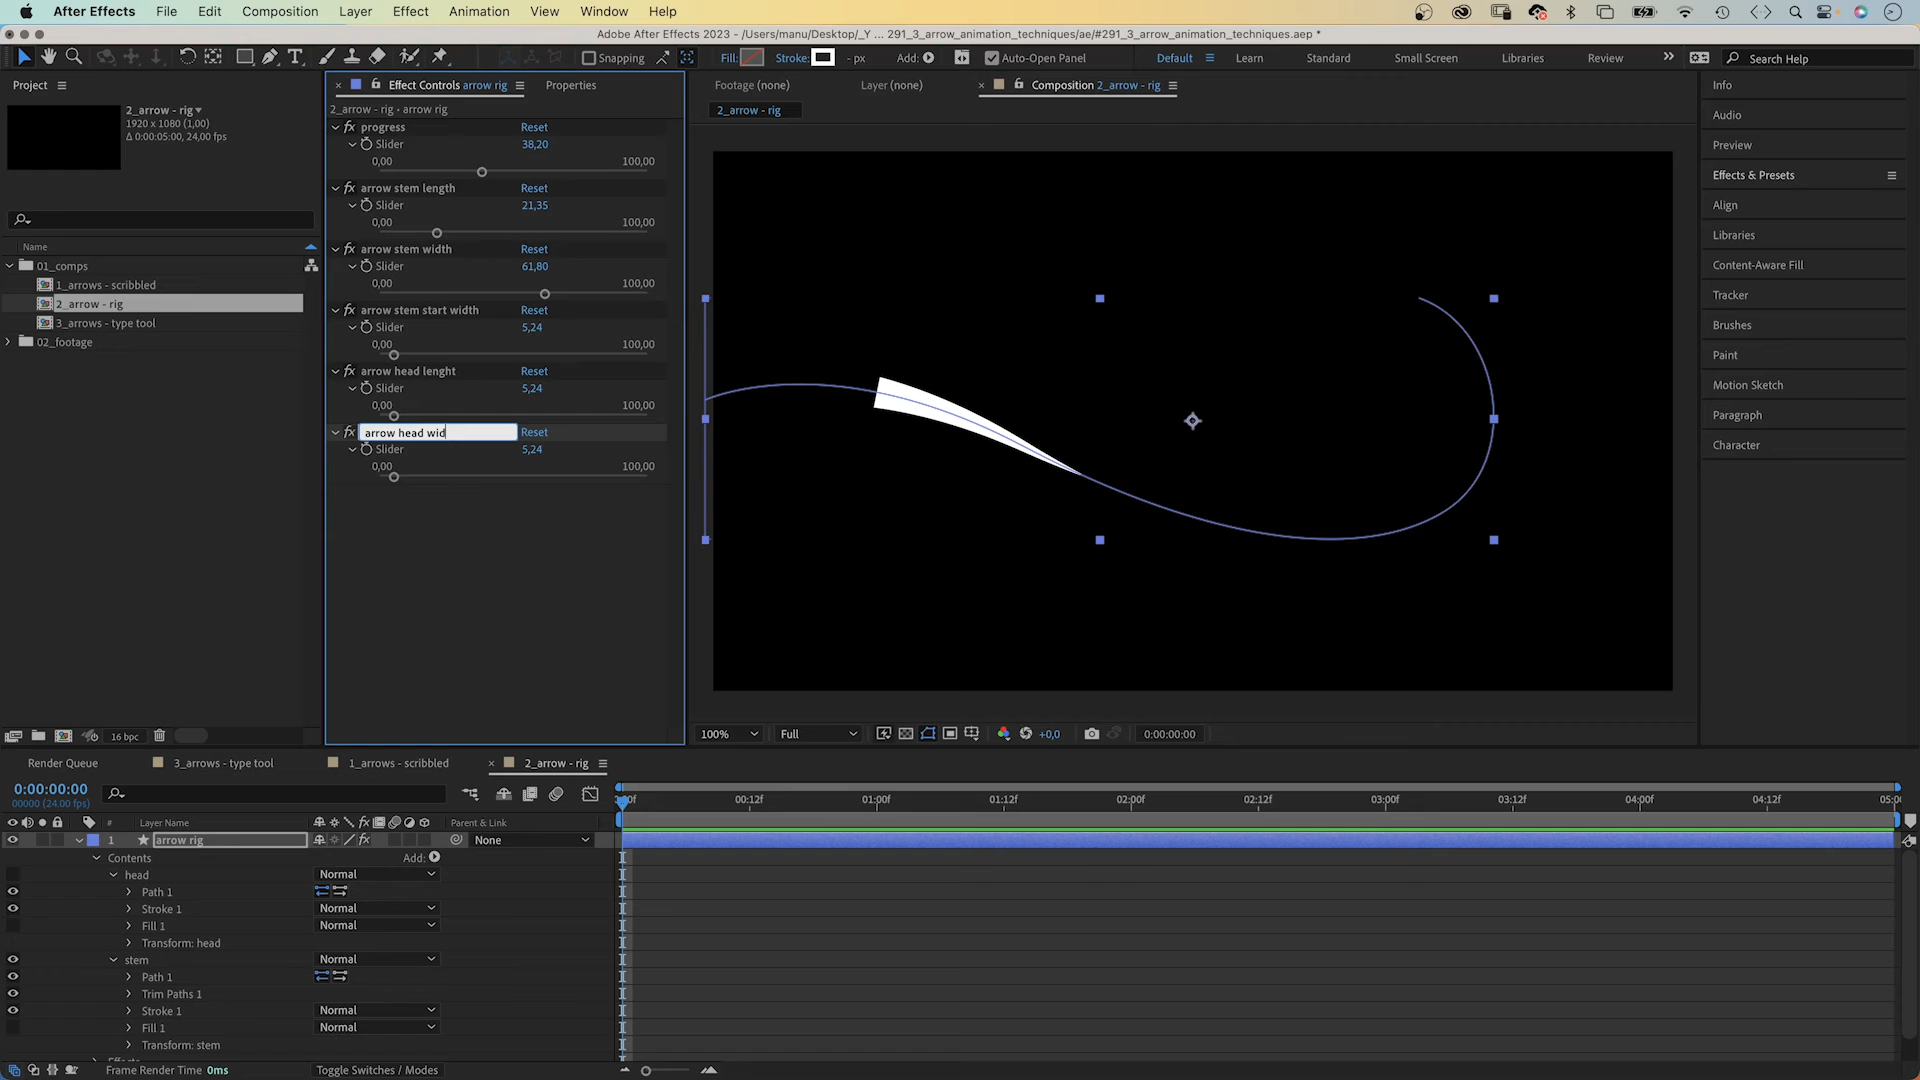 After Effects File Edit Composition Layer Effect Animation View Window Help
Adobe After Effects 2023 - /Users/manu/Desktop/_Y ... 291_3_arrow_animation_techniques/ae/#291_3_arrow_animation_techniques.aep *
Snapping Fill: Stroke: - px Add: Auto-Open Panel Default Learn Standard Small Screen Libraries Review Search Help
Project
2_arrow - rig
1920 x 1080 (1,00)
Δ 0:00:05:00, 24,00 fps
Name
01_comps
1_arrows - scribbled
2_arrow - rig
3_arrows - type tool
02_footage
16 bpc
Effect Controls arrow rig Properties
2_arrow - rig • arrow rig
fx progress Reset
Slider 38,20
0,00 100,00
fx arrow stem length Reset
Slider 21,35
0,00 100,00
fx arrow stem width Reset
Slider 61,80
0,00 100,00
fx arrow stem start width Reset
Slider 5,24
0,00 100,00
fx arrow head lenght Reset
Slider 5,24
0,00 100,00
fx arrow head wid Reset
Slider 5,24
0,00 100,00
Footage (none) Layer (none) Composition 2_arrow - rig
2_arrow - rig
100% Full +0,0 0:00:00:00
Info
Audio
Preview
Effects & Presets
Align
Libraries
Content-Aware Fill
Tracker
Brushes
Paint
Motion Sketch
Paragraph
Character
Render Queue 3_arrows - type tool 1_arrows - scribbled 2_arrow - rig
0:00:00:00
00000 (24.00 fps)
00:12f 01:00f 01:12f 02:00f 02:12f 03:00f 03:12f 04:00f 04:12f
# Layer Name fx Parent & Link
1 arrow rig fx None
Contents Add:
head Normal
Path 1
Stroke 1 Normal
Fill 1 Normal
Transform: head
stem Normal
Path 1
Trim Paths 1
Stroke 1 Normal
Fill 1 Normal
Transform: stem
Frame Render Time 0ms Toggle Switches / Modes